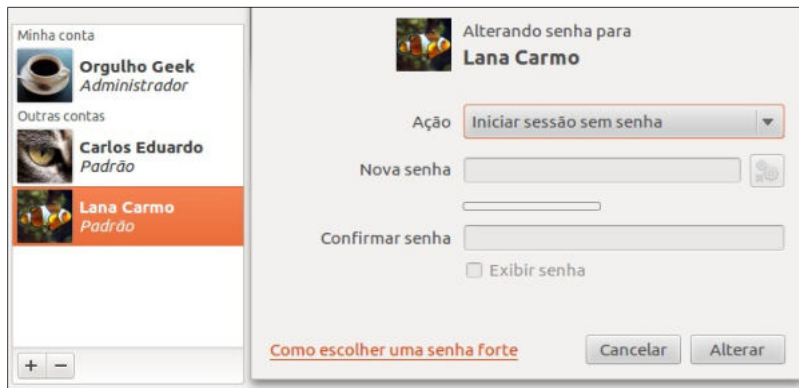 Minha conta
Orgulho Geek
Administrador
Outras contas
Carlos Eduardo
Padrão
Lana Carmo
Padrão
+ −
Alterando senha para
Lana Carmo
Ação
Iniciar sessão sem senha
Nova senha
Confirmar senha
Exibir senha
Como escolher uma senha forte
Cancelar
Alterar